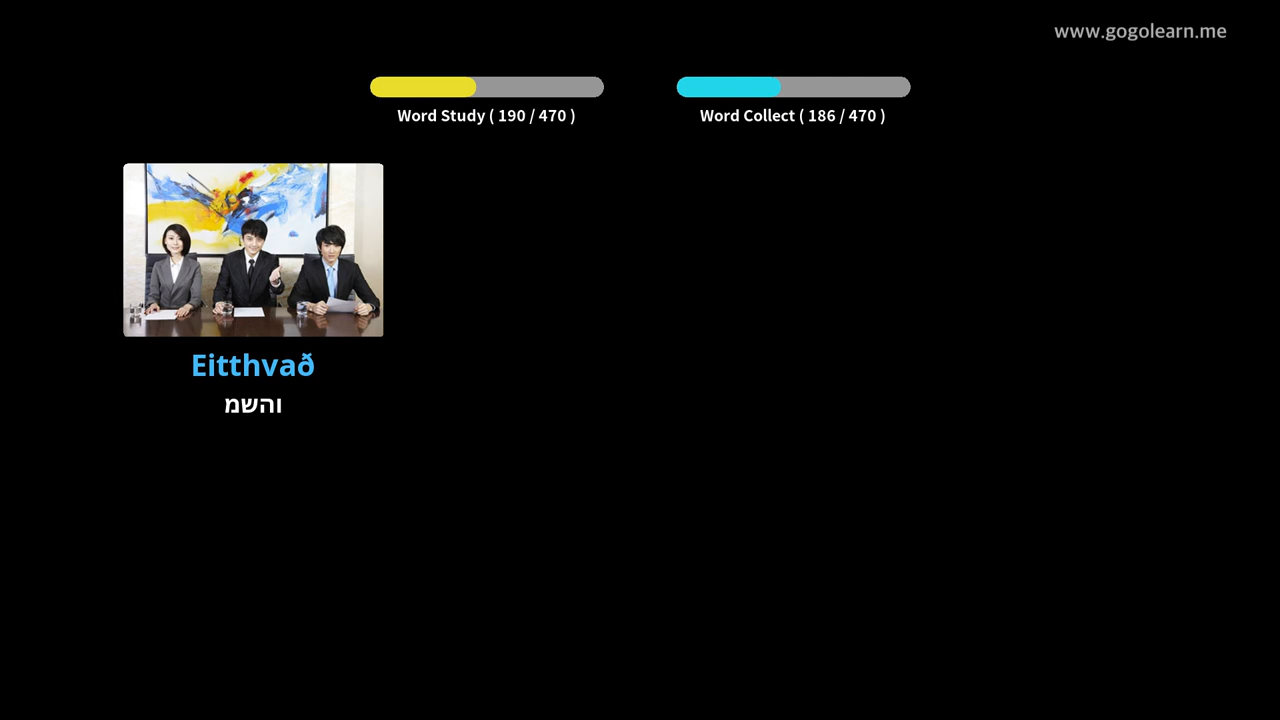 www.gogolearn.me
Word Study ( 190 / 470 )
Word Collect ( 186 / 470 )
Eitthvað
והשמ